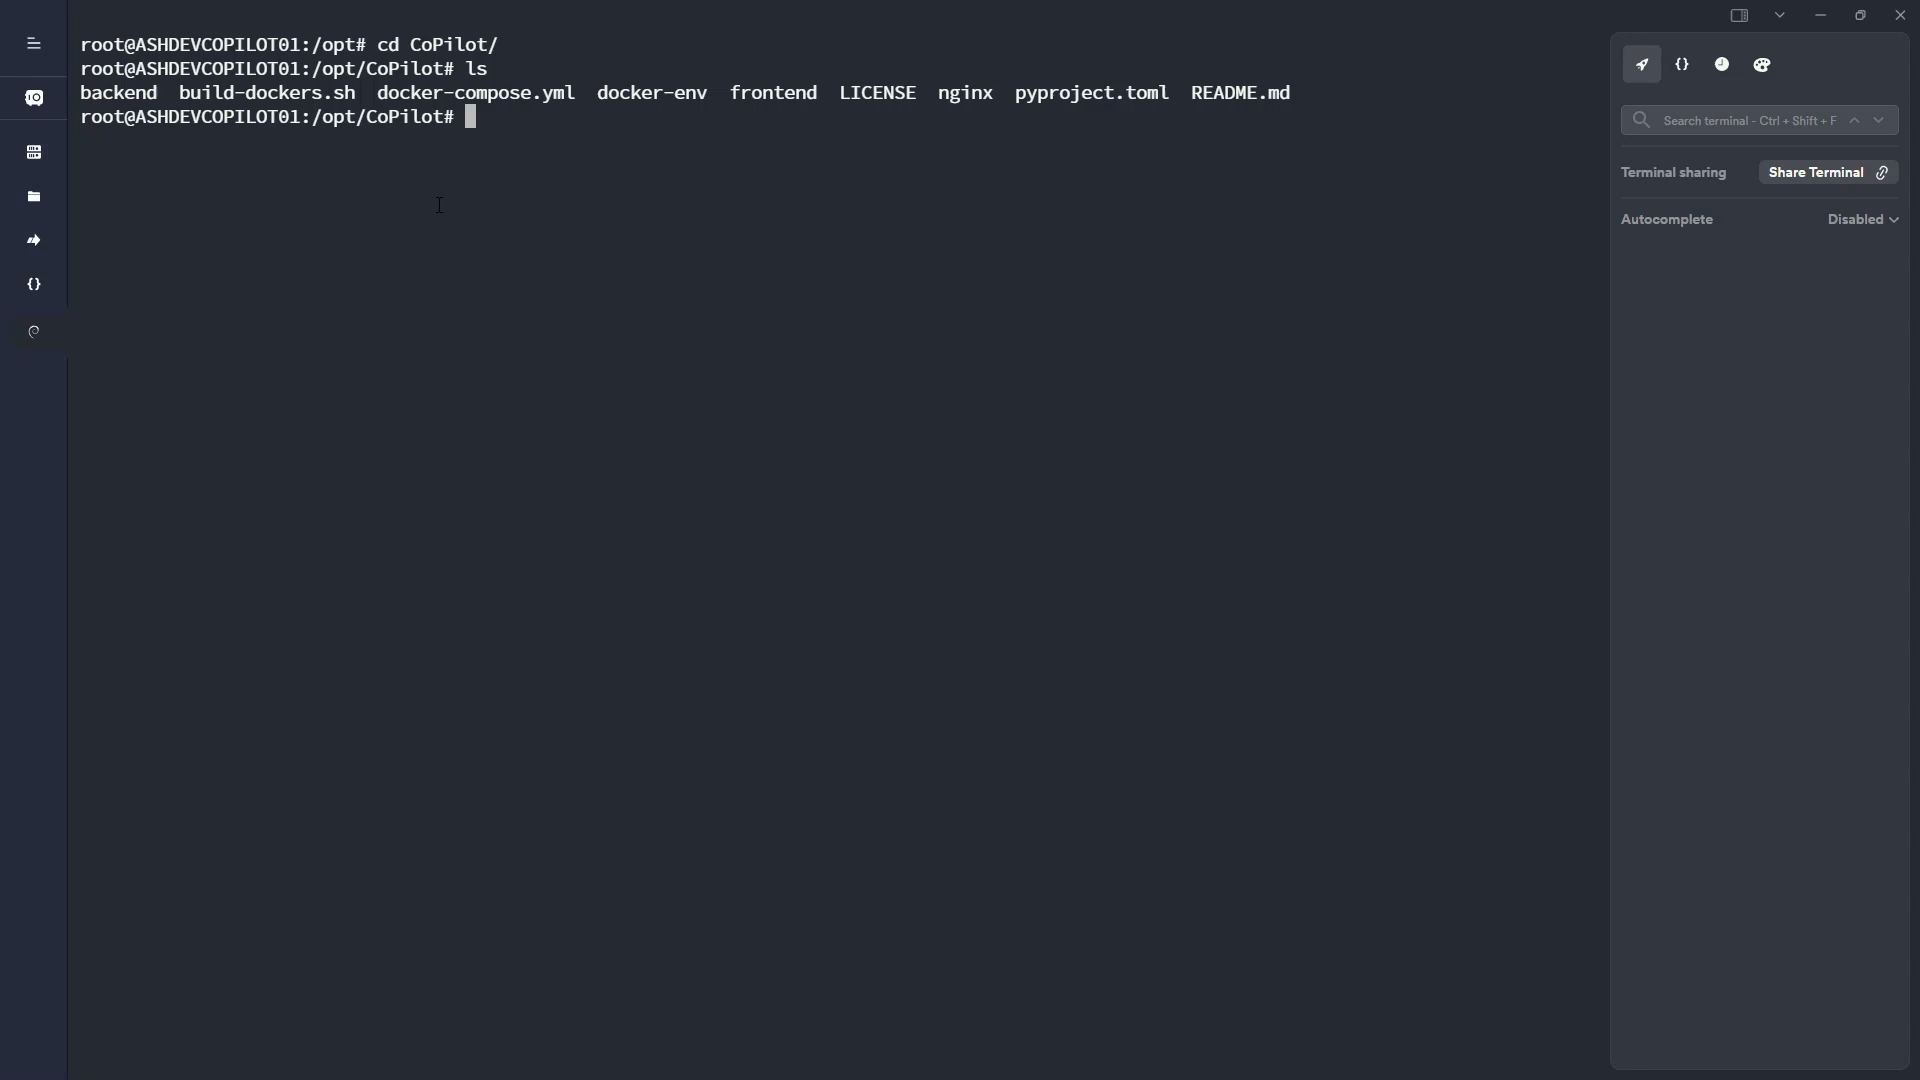 root@ASHDEVCOPILOT01:/opt# cd CoPilot/
root@ASHDEVCOPILOT01:/opt/CoPilot# ls
backend  build-dockers.sh  docker-compose.yml  docker-env  frontend  LICENSE  nginx  pyproject.toml  README.md
root@ASHDEVCOPILOT01:/opt/CoPilot#
{}
Search terminal - Ctrl + Shift + F
Terminal sharing Share Terminal
Autocomplete Disabled
{}